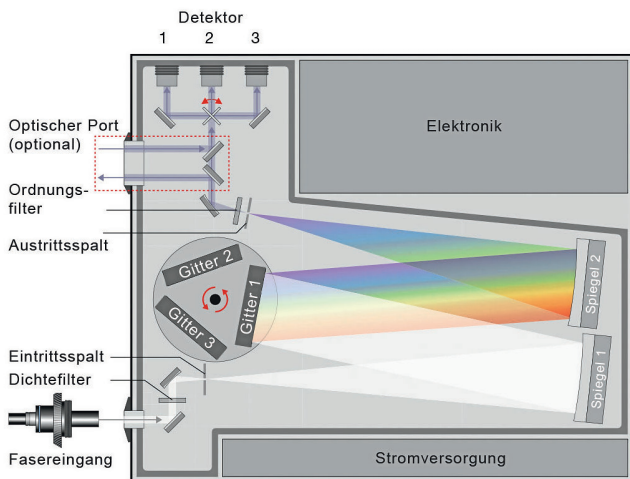 Detektor
1 2 3
Optischer Port
(optional)
Elektronik
Ordnungs-
filter
Austrittsspalt
Gitter 2
Gitter 1
Gitter 3
Spiegel 2
Spiegel 1
Eintrittsspalt
Dichtefilter
Fasereingang
Stromversorgung